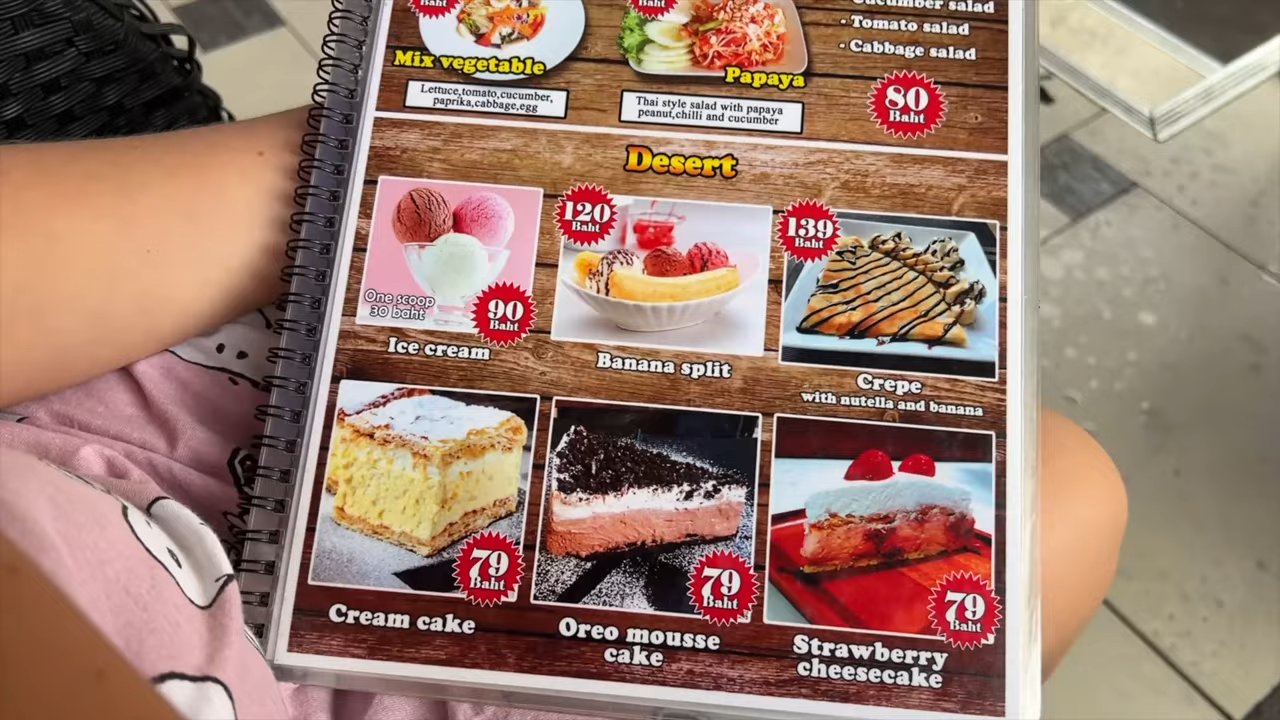 Baht
Baht
Cucumber salad
- Tomato salad
- Cabbage salad
Mix vegetable
Papaya
Lettuce,tomato,cucumber,
paprika,cabbage,egg
Thai style salad with papaya
peanut,chilli and cucumber
80
Baht
Desert
One scoop
30 baht
90
Baht
Ice cream
120
Baht
Banana split
139
Baht
Crepe
with nutella and banana
79
Baht
Cream cake
79
Baht
Oreo mousse
cake
79
Baht
Strawberry
cheesecake